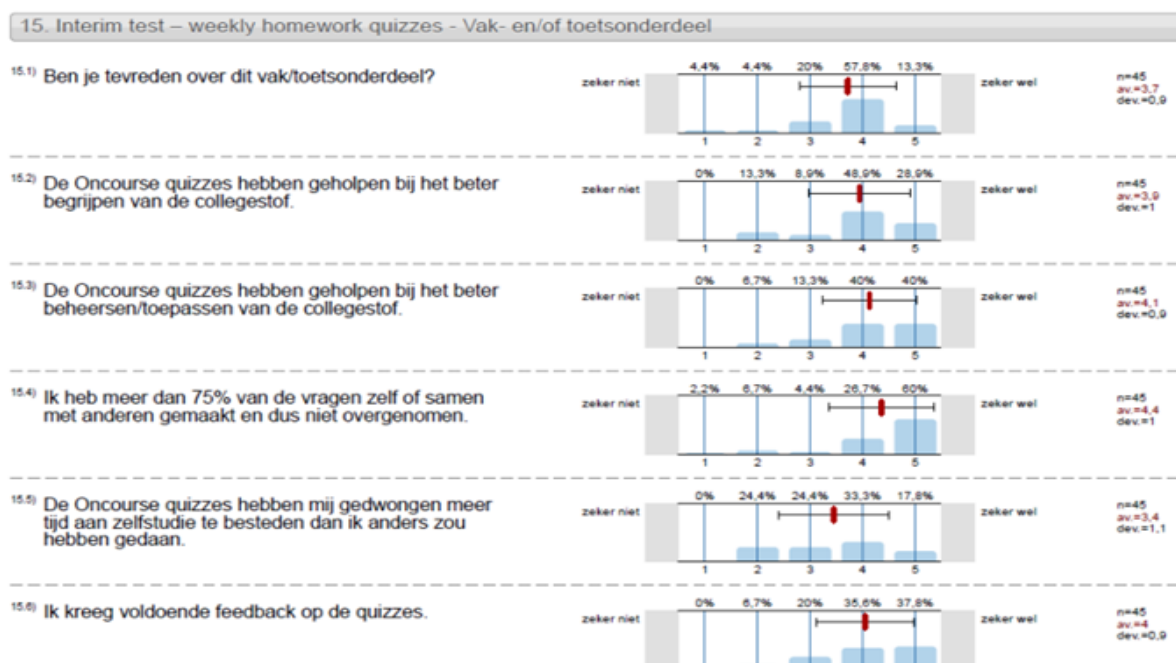 15. Interim test – weekly homework quizzes - Vak- en/of toetsonderdeel
15.1) Ben je tevreden over dit vak/toetsonderdeel?
zeker niet
4,4% 4,4% 20% 57,8% 13,3%
1 2 3 4 5
zeker wel
n=45
av.=3,7
dev.=0,9
15.2) De Oncourse quizzes hebben geholpen bij het beter
begrijpen van de collegestof.
zeker niet
0% 13,3% 8,9% 48,9% 28,9%
1 2 3 4 5
zeker wel
n=45
av.=3,9
dev.=1
15.3) De Oncourse quizzes hebben geholpen bij het beter
beheersen/toepassen van de collegestof.
zeker niet
0% 6,7% 13,3% 40% 40%
1 2 3 4 5
zeker wel
n=45
av.=4,1
dev.=0,9
15.4) Ik heb meer dan 75% van de vragen zelf of samen
met anderen gemaakt en dus niet overgenomen.
zeker niet
2,2% 6,7% 4,4% 26,7% 60%
1 2 3 4 5
zeker wel
n=45
av.=4,4
dev.=1
15.5) De Oncourse quizzes hebben mij gedwongen meer
tijd aan zelfstudie te besteden dan ik anders zou
hebben gedaan.
zeker niet
0% 24,4% 24,4% 33,3% 17,8%
1 2 3 4 5
zeker wel
n=45
av.=3,4
dev.=1,1
15.6) Ik kreeg voldoende feedback op de quizzes.
zeker niet
0% 6,7% 20% 35,6% 37,8%
zeker wel
n=45
av.=4
dev.=0,9